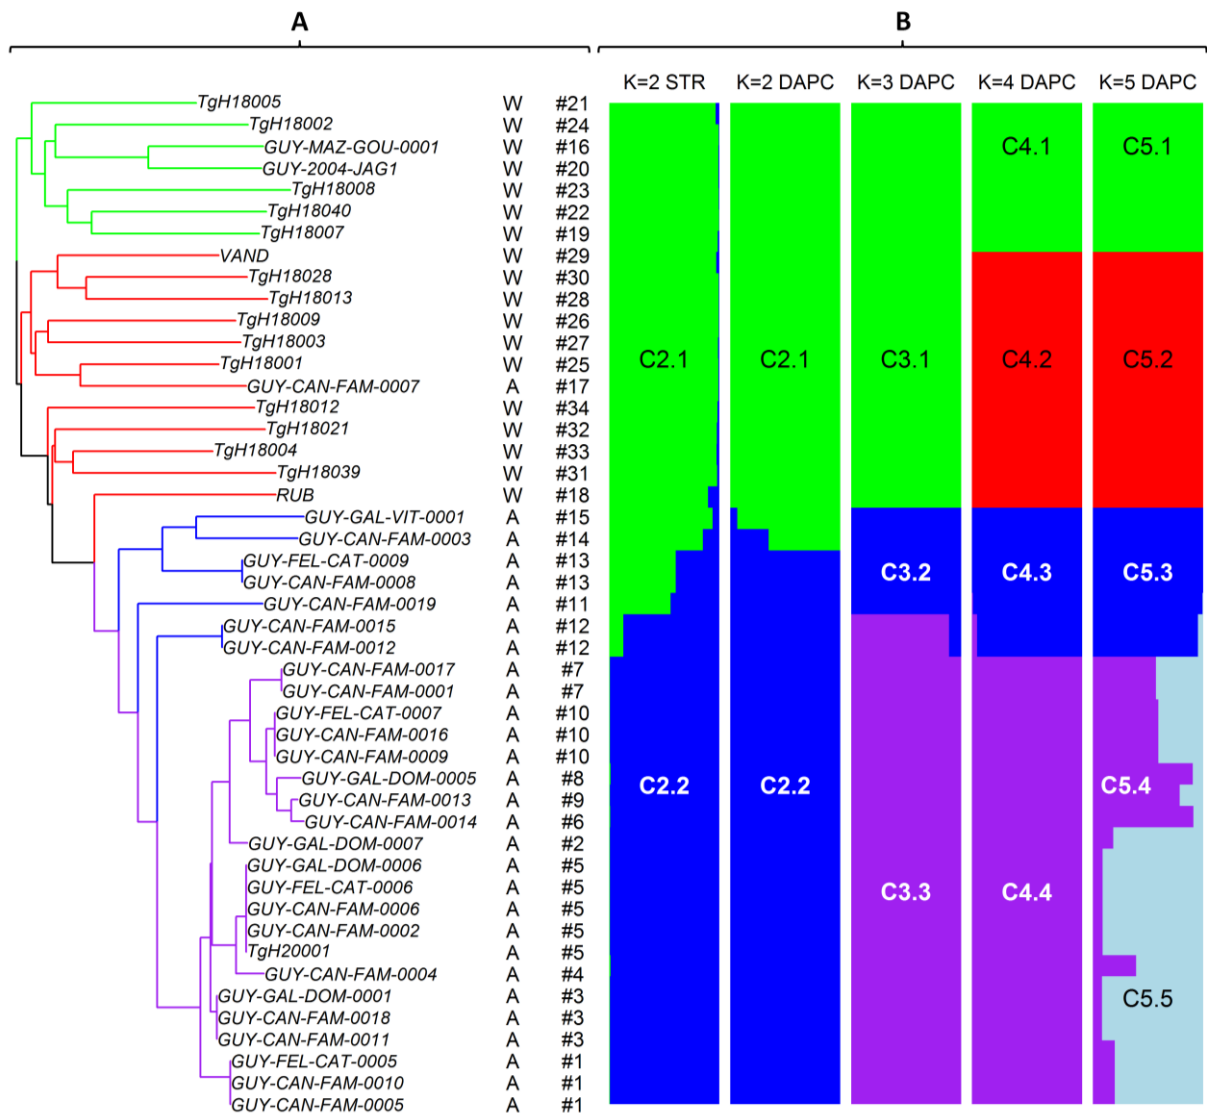 A B
K=2 STR K=2 DAPC K=3 DAPC K=4 DAPC K=5 DAPC
TgH18005 W #21
TgH18002 W #24
GUY-MAZ-GOU-0001 W #16 C4.1 C5.1
GUY-2004-JAG1 W #20
TgH18008 W #23
TgH18040 W #22
TgH18007 W #19
VAND W #29
TgH18028 W #30
TgH18013 W #28
TgH18009 W #26
TgH18003 W #27
TgH18001 W #25 C2.1 C2.1 C3.1 C4.2 C5.2
GUY-CAN-FAM-0007 A #17
TgH18012 W #34
TgH18021 W #32
TgH18004 W #33
TgH18039 W #31
RUB W #18
GUY-GAL-VIT-0001 A #15
GUY-CAN-FAM-0003 A #14
GUY-FEL-CAT-0009 A #13 C3.2 C4.3 C5.3
GUY-CAN-FAM-0008 A #13
GUY-CAN-FAM-0019 A #11
GUY-CAN-FAM-0015 A #12
GUY-CAN-FAM-0012 A #12
GUY-CAN-FAM-0017 A #7
GUY-CAN-FAM-0001 A #7
GUY-FEL-CAT-0007 A #10
GUY-CAN-FAM-0016 A #10
GUY-CAN-FAM-0009 A #10
GUY-GAL-DOM-0005 A #8 C2.2 C2.2 C5.4
GUY-CAN-FAM-0013 A #9
GUY-CAN-FAM-0014 A #6
GUY-GAL-DOM-0007 A #2
GUY-GAL-DOM-0006 A #5
GUY-FEL-CAT-0006 A #5 C3.3 C4.4
GUY-CAN-FAM-0006 A #5
GUY-CAN-FAM-0002 A #5
TgH20001 A #5
GUY-CAN-FAM-0004 A #4
GUY-GAL-DOM-0001 A #3 C5.5
GUY-CAN-FAM-0018 A #3
GUY-CAN-FAM-0011 A #3
GUY-FEL-CAT-0005 A #1
GUY-CAN-FAM-0010 A #1
GUY-CAN-FAM-0005 A #1